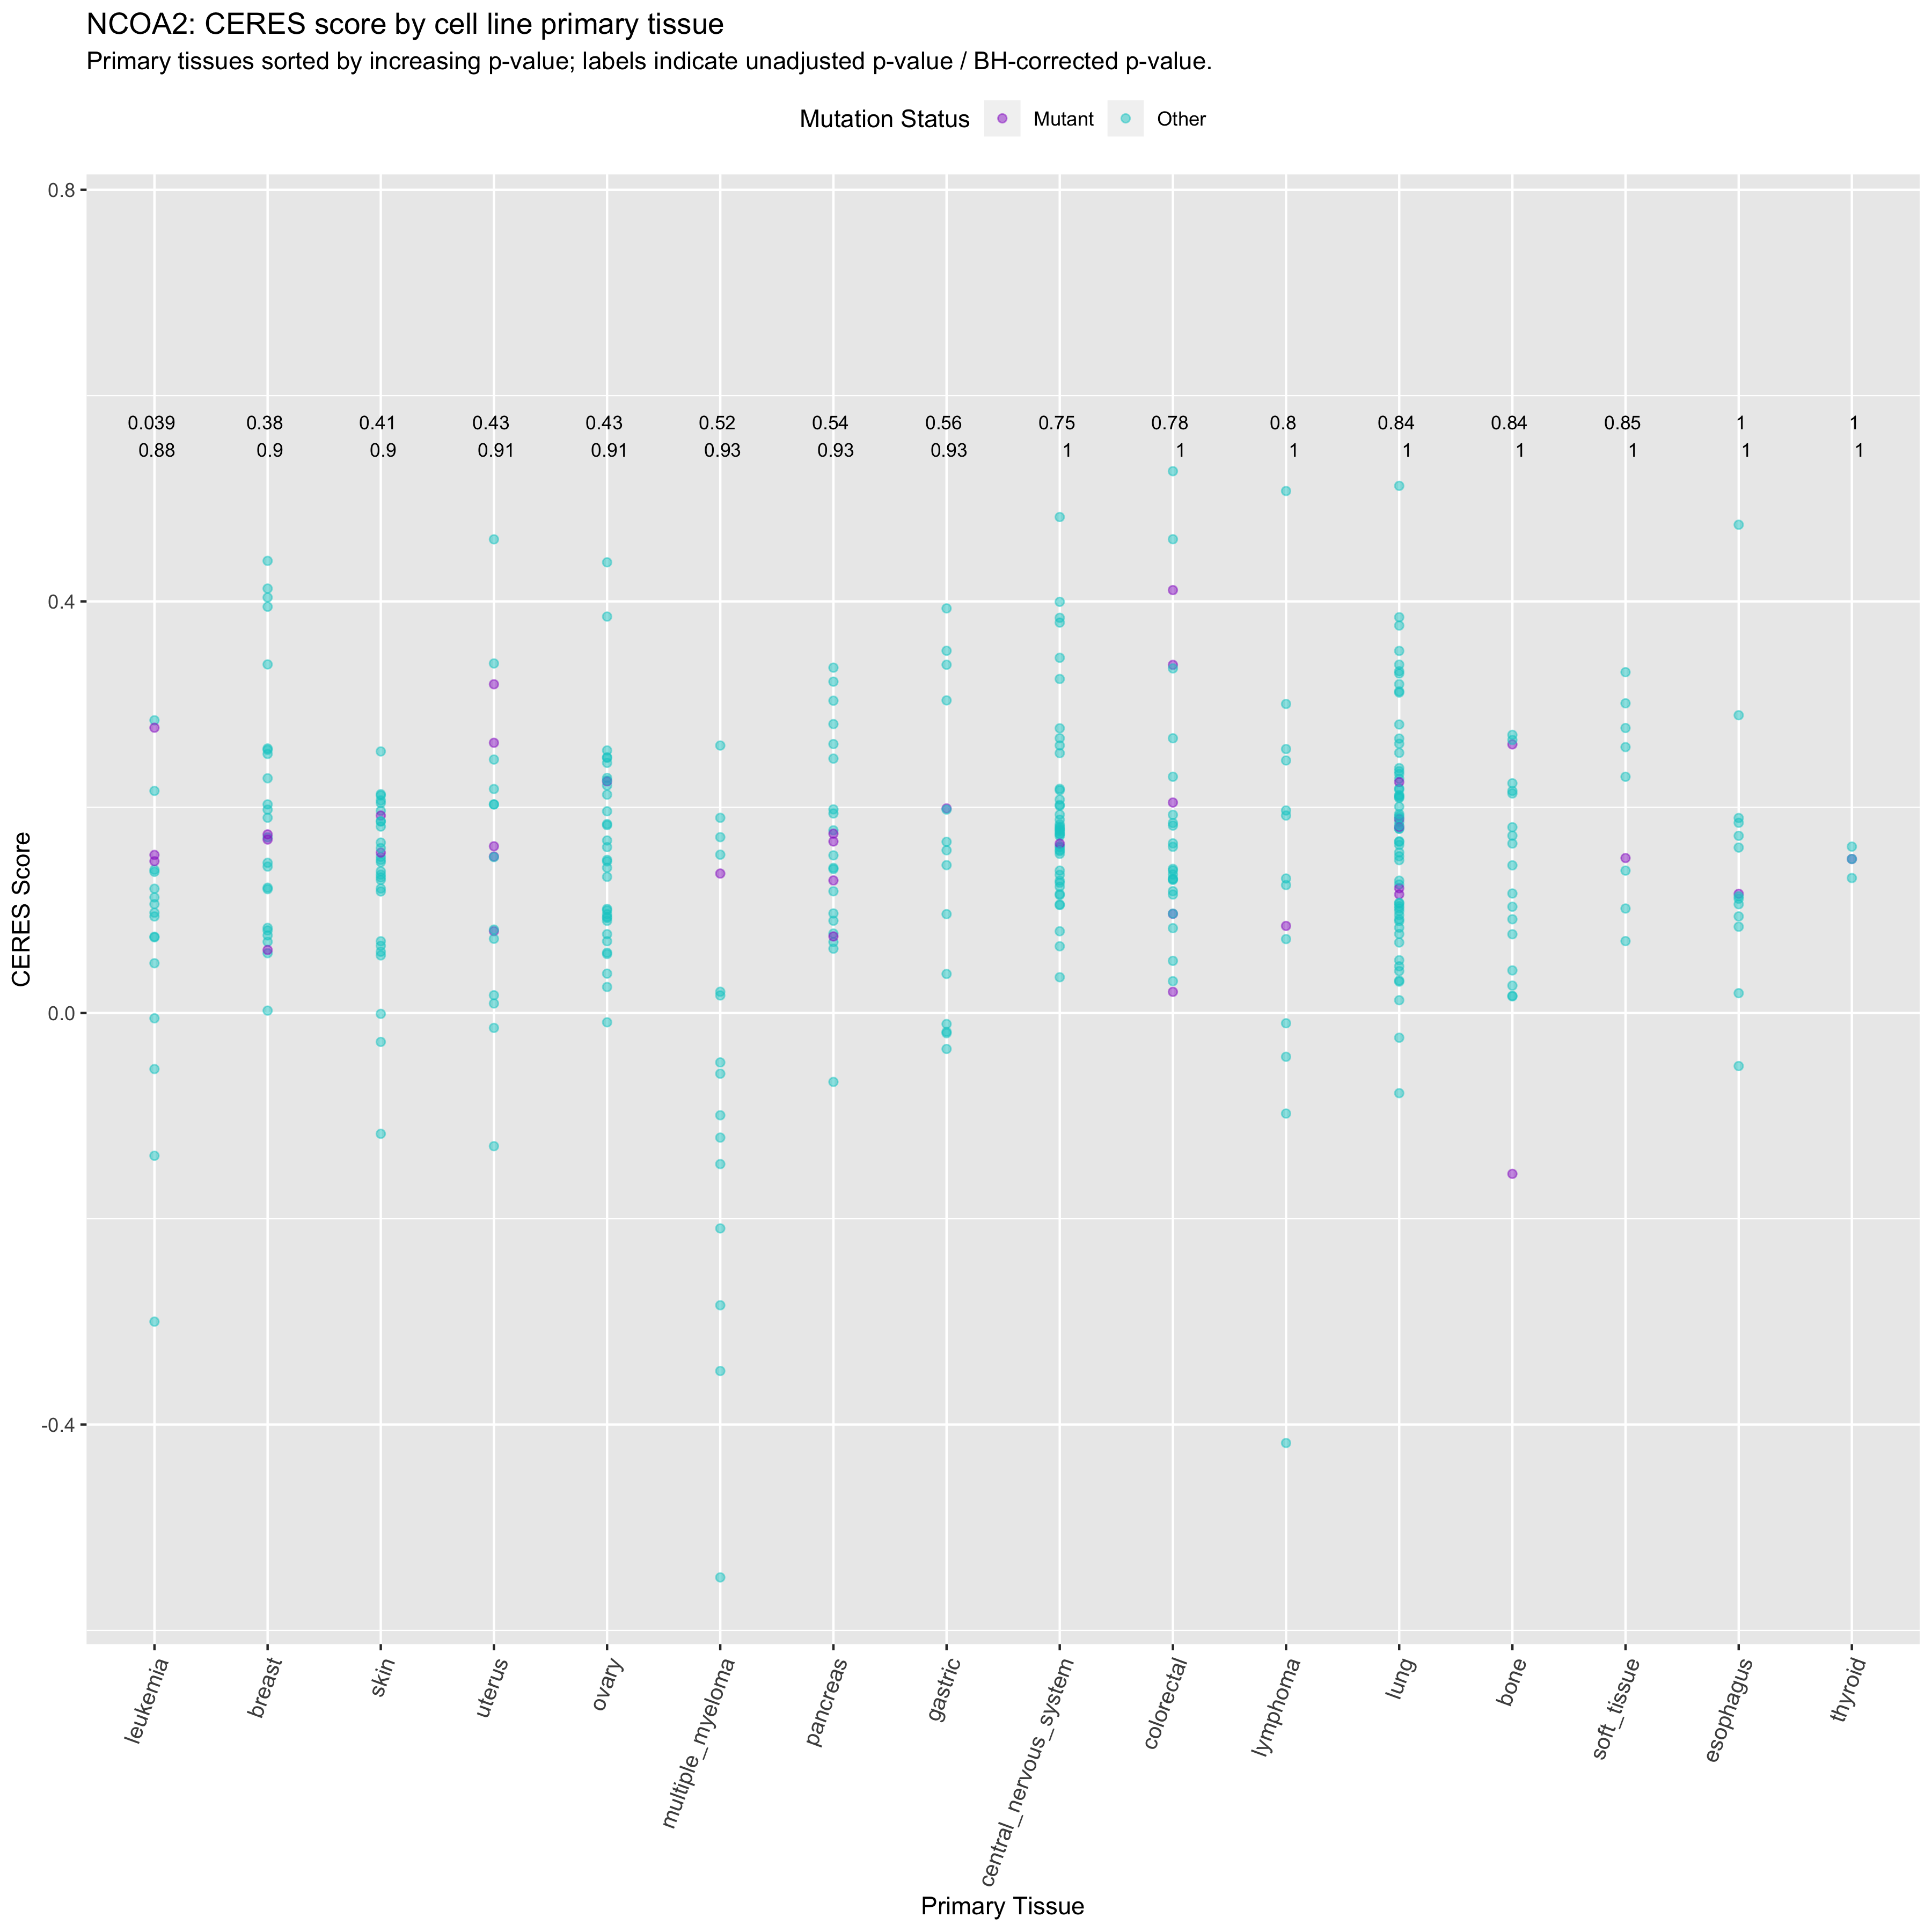 NCOA2: CERES score by cell line primary tissue
Primary tissues sorted by increasing p-value; labels indicate unadjusted p-value / BH-corrected p-value.
Mutation Status Mutant Other
0.8
0.039 0.38 0.41 0.43 0.43 0.52 0.54 0.56 0.75 0.78 0.8 0.84 0.84 0.85 1 1
0.88 0.9 0.9 0.91 0.91 0.93 0.93 0.93 1 1 1 1 1 1 1 1
0.4
0.0
-0.4
CERES Score
leukemia breast skin uterus ovary multiple_myeloma pancreas gastric central_nervous_system colorectal lymphoma lung bone soft_tissue esophagus thyroid
Primary Tissue